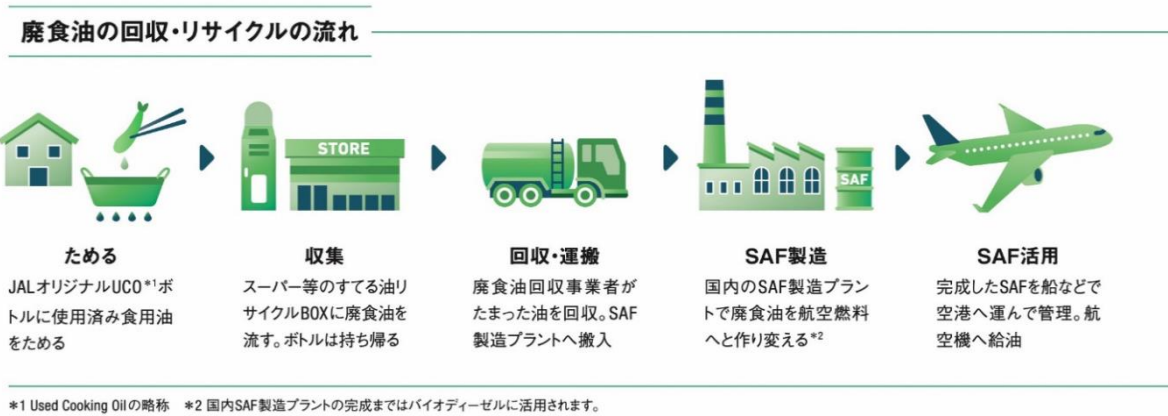 廃食油の回収・リサイクルの流れ
STORE
SAF
ためる
JALオリジナルUCO*1ボ
トルに使用済み食用油
をためる
収集
スーパー等のすてる油リ
サイクルBOXに廃食油を
流す。ボトルは持ち帰る
回収・運搬
廃食油回収事業者が
たまった油を回収。SAF
製造プラントへ搬入
SAF製造
国内のSAF製造プラン
トで廃食油を航空燃料
へと作り変える*2
SAF活用
完成したSAFを船などで
空港へ運んで管理。航
空機へ給油
*1 Used Cooking Oilの略称 *2 国内SAF製造プラントの完成まではバイオディーゼルに活用されます。